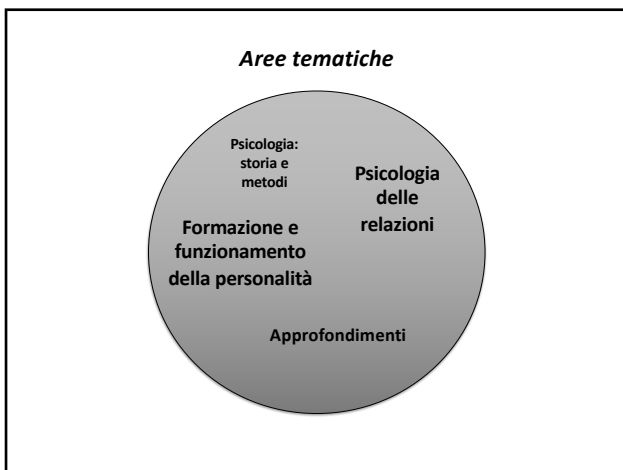 Aree tematiche
Psicologia:
storia e
metodi
Psicologia
delle
relazioni
Formazione e
funzionamento
della personalità
Approfondimenti